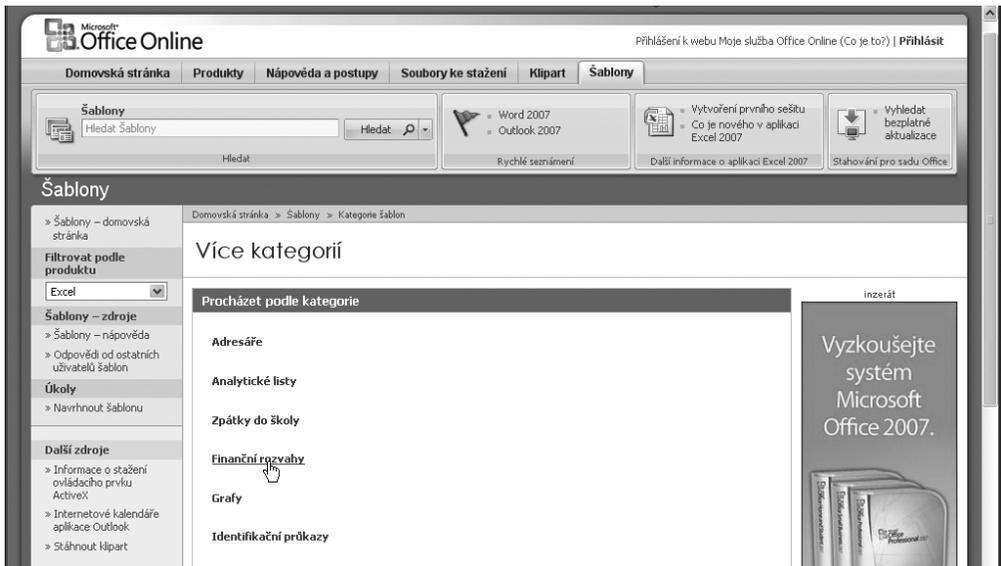 Microsoft®
Office Online
Přihlášení k webu Moje služba Office Online (Co je to?) | Přihlásit
Domovská stránka Produkty Nápověda a postupy Soubory ke stažení Klipart Šablony
Šablony
Hledat Šablony
Hledat
Hledat
Word 2007
Outlook 2007
Rychlé seznámení
Vytvoření prvního sešitu
Co je nového v aplikaci
Excel 2007
Další informace o aplikaci Excel 2007
Vyhledat
bezplatné
aktualizace
Stahování pro sadu Office
Šablony
» Šablony – domovská
stránka
Filtrovat podle
produktu
Excel
Šablony – zdroje
» Šablony – nápověda
» Odpovědi od ostatních
uživatelů šablon
Úkoly
» Navrhnout šablonu
Další zdroje
» Informace o stažení
ovládacího prvku
ActiveX
» Internetové kalendáře
aplikace Outlook
» Stáhnout klipart
Domovská stránka » Šablony » Kategorie šablon
Více kategorií
Procházet podle kategorie
Adresáře
Analytické listy
Zpátky do školy
Finanční rozvahy
Grafy
Identifikační průkazy
inzerát
Vyzkoušejte
systém
Microsoft
Office 2007.
Office
Professional 2007